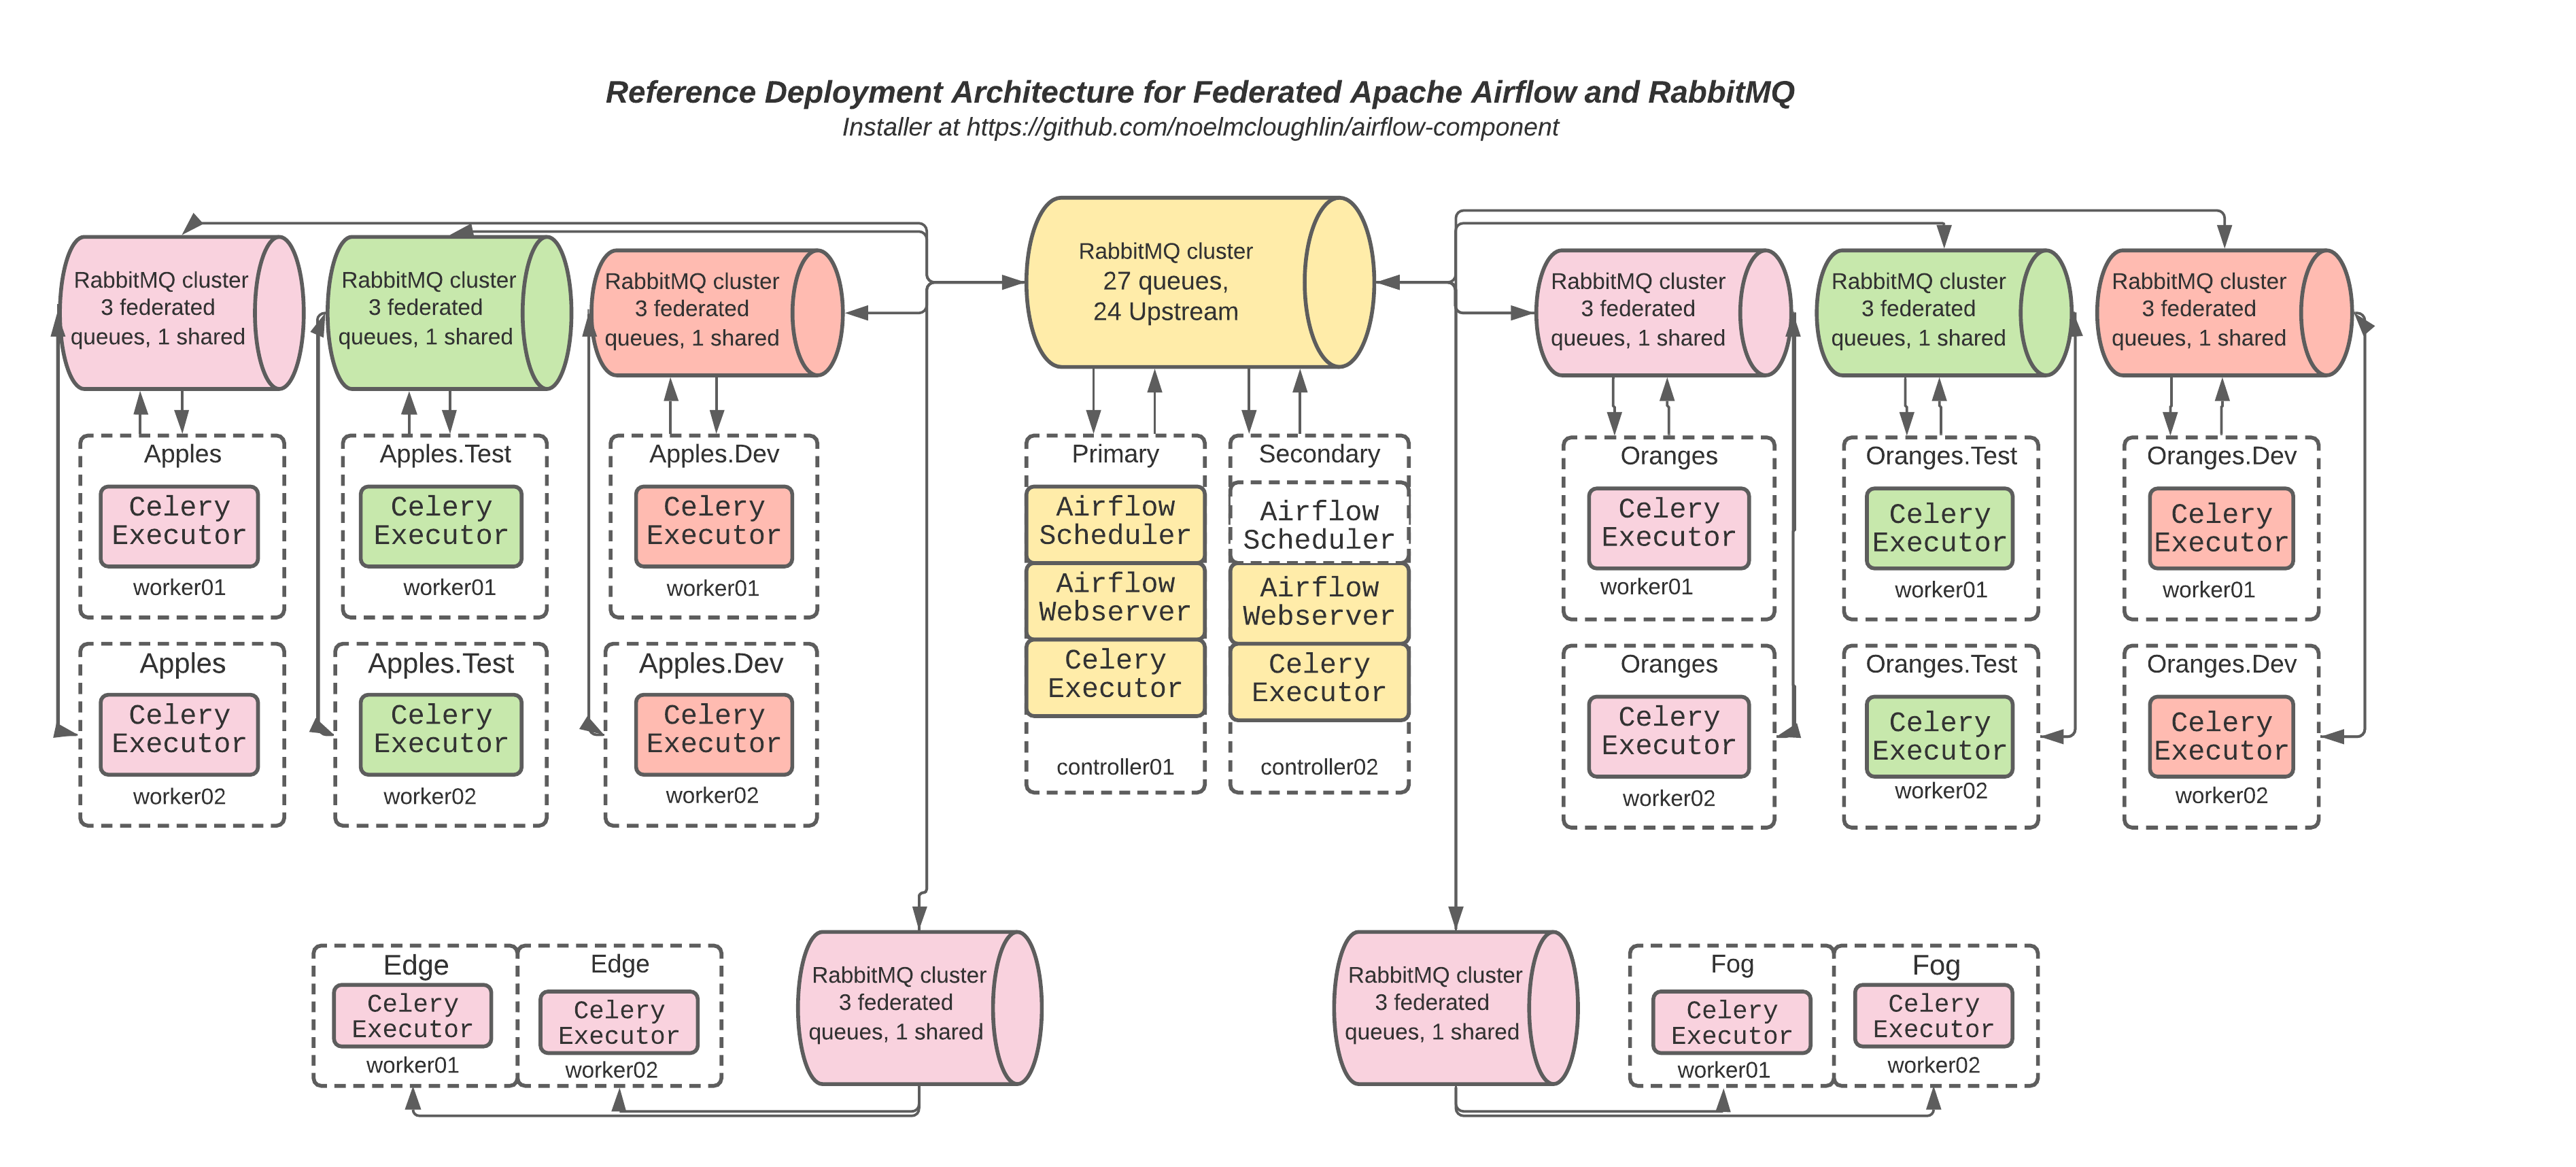 Reference Deployment Architecture for Federated Apache Airflow and RabbitMQ
Installer at https://github.com/noelmcloughlin/airflow-component
RabbitMQ cluster
3 federated
queues, 1 shared
RabbitMQ cluster
3 federated
queues, 1 shared
RabbitMQ cluster
3 federated
queues, 1 shared
RabbitMQ cluster
27 queues,
24 Upstream
RabbitMQ cluster
3 federated
queues, 1 shared
RabbitMQ cluster
3 federated
queues, 1 shared
RabbitMQ cluster
3 federated
queues, 1 shared
Apples
Celery
Executor
worker01
Apples.Test
Celery
Executor
worker01
Apples.Dev
Celery
Executor
worker01
Primary
Airflow
Scheduler
Airflow
Webserver
Celery
Executor
controller01
Secondary
Airflow
Scheduler
Airflow
Webserver
Celery
Executor
controller02
Oranges
Celery
Executor
worker01
Oranges.Test
Celery
Executor
worker01
Oranges.Dev
Celery
Executor
worker01
Apples
Celery
Executor
worker02
Apples.Test
Celery
Executor
worker02
Apples.Dev
Celery
Executor
worker02
Oranges
Celery
Executor
worker02
Oranges.Test
Celery
Executor
worker02
Oranges.Dev
Celery
Executor
worker02
Edge
Celery
Executor
worker01
Edge
Celery
Executor
worker02
RabbitMQ cluster
3 federated
queues, 1 shared
RabbitMQ cluster
3 federated
queues, 1 shared
Fog
Celery
Executor
worker01
Fog
Celery
Executor
worker02